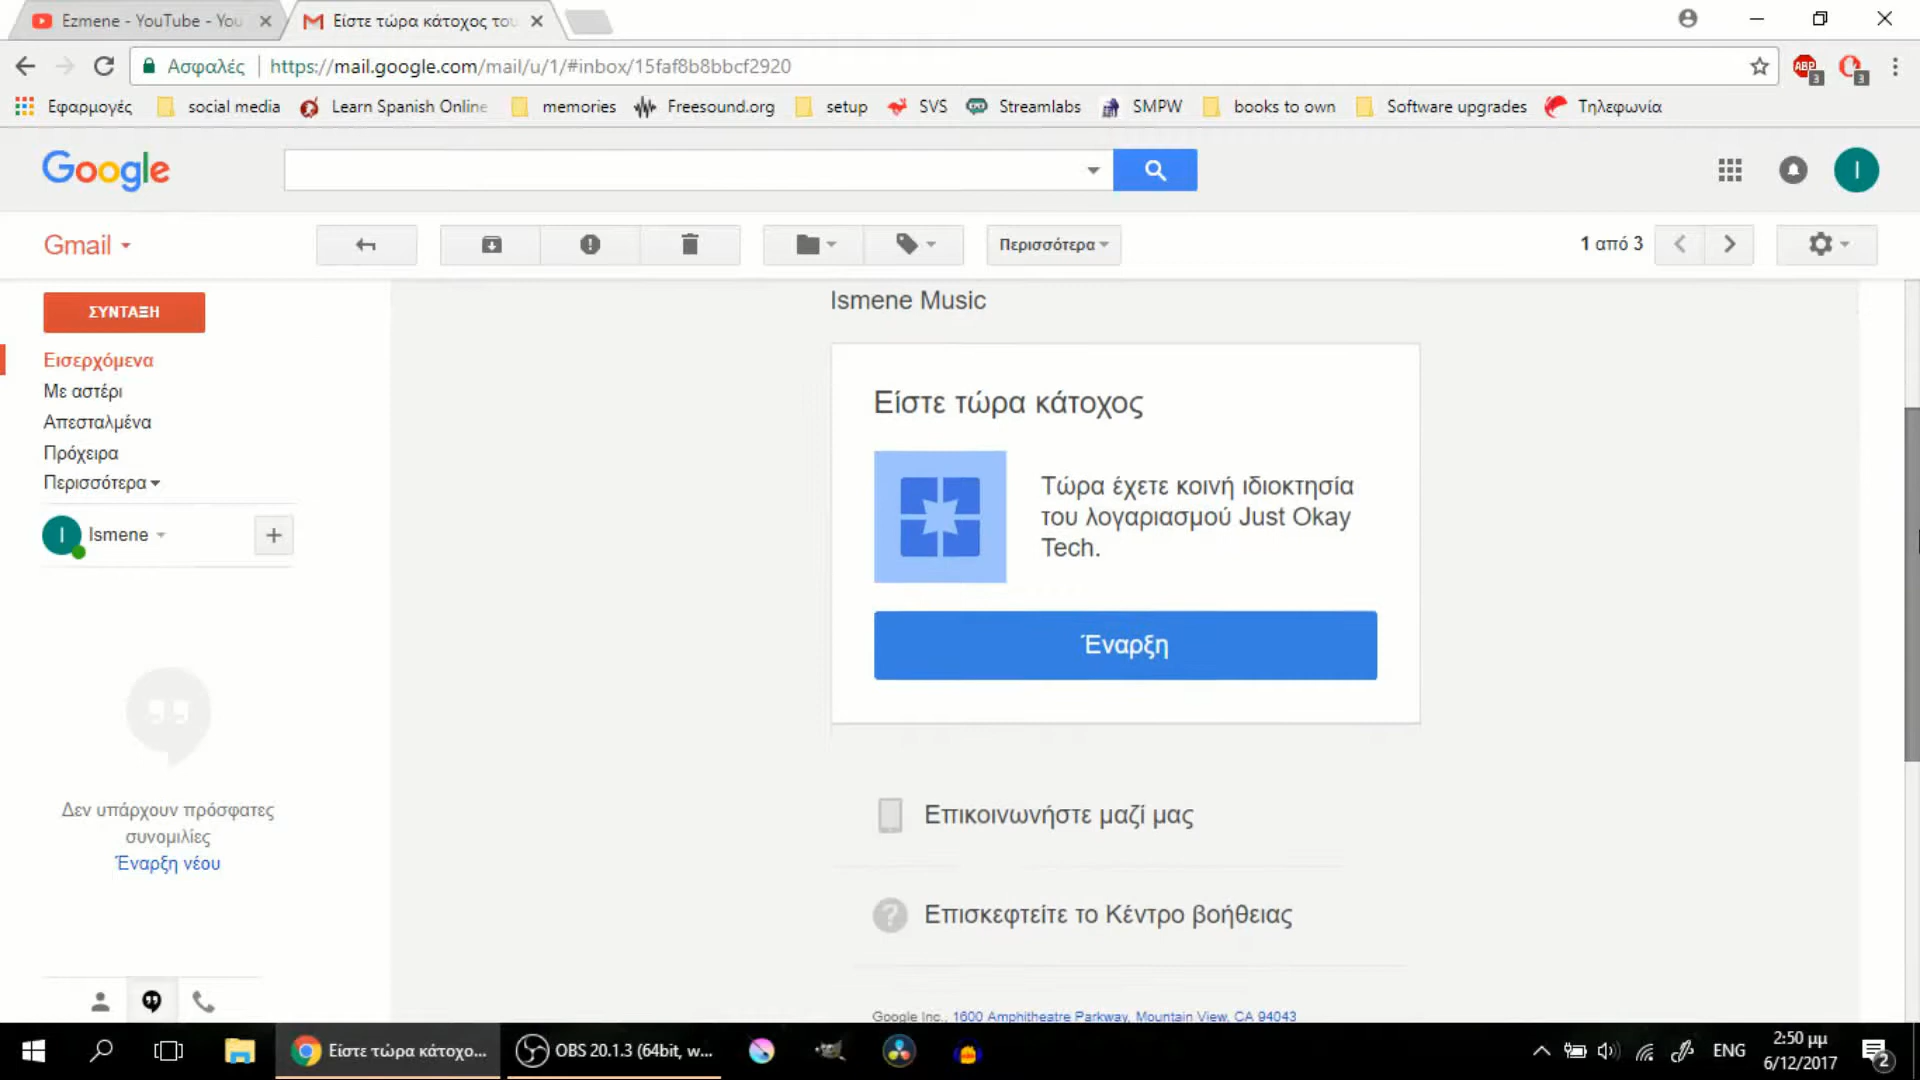 Ezmene - YouTube - You
Είστε τώρα κάτοχος του
Ασφαλές
https://mail.google.com/mail/u/1/#inbox/15faf8b8bbcf2920
ABP
3
3
Εφαρμογές
social media
Learn Spanish Online
memories
Freesound.org
setup
SVS
Streamlabs
SMPW
books to own
Software upgrades
Τηλεφωνία
Google
I
Gmail
Περισσότερα
1 από 3
ΣΥΝΤΑΞΗ
Εισερχόμενα
Με αστέρι
Απεσταλμένα
Πρόχειρα
Περισσότερα
I
Ismene
Δεν υπάρχουν πρόσφατες
συνομιλίες
Έναρξη νέου
Ismene Music
Είστε τώρα κάτοχος
Τώρα έχετε κοινή ιδιοκτησία
του λογαριασμού Just Okay
Tech.
Έναρξη
Επικοινωνήστε μαζί μας
Επισκεφτείτε το Κέντρο βοήθειας
Google Inc., 1600 Amphitheatre Parkway, Mountain View, CA 94043
Είστε τώρα κάτοχο...
OBS 20.1.3 (64bit, w...
ENG
2:50 μμ
6/12/2017
2